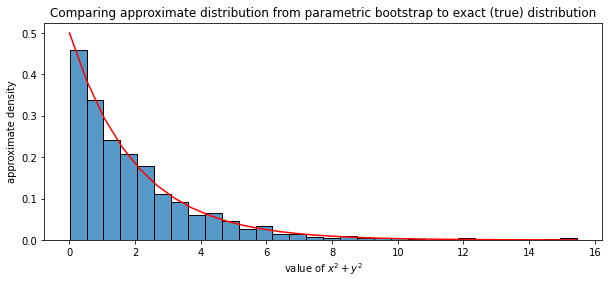 Comparing approximate distribution from parametric bootstrap to exact (true) distribution
approximate density
0.5
0.4
0.3
0.2
0.1
0.0
0 2 4 6 8 10 12 14 16
value of x² + y²